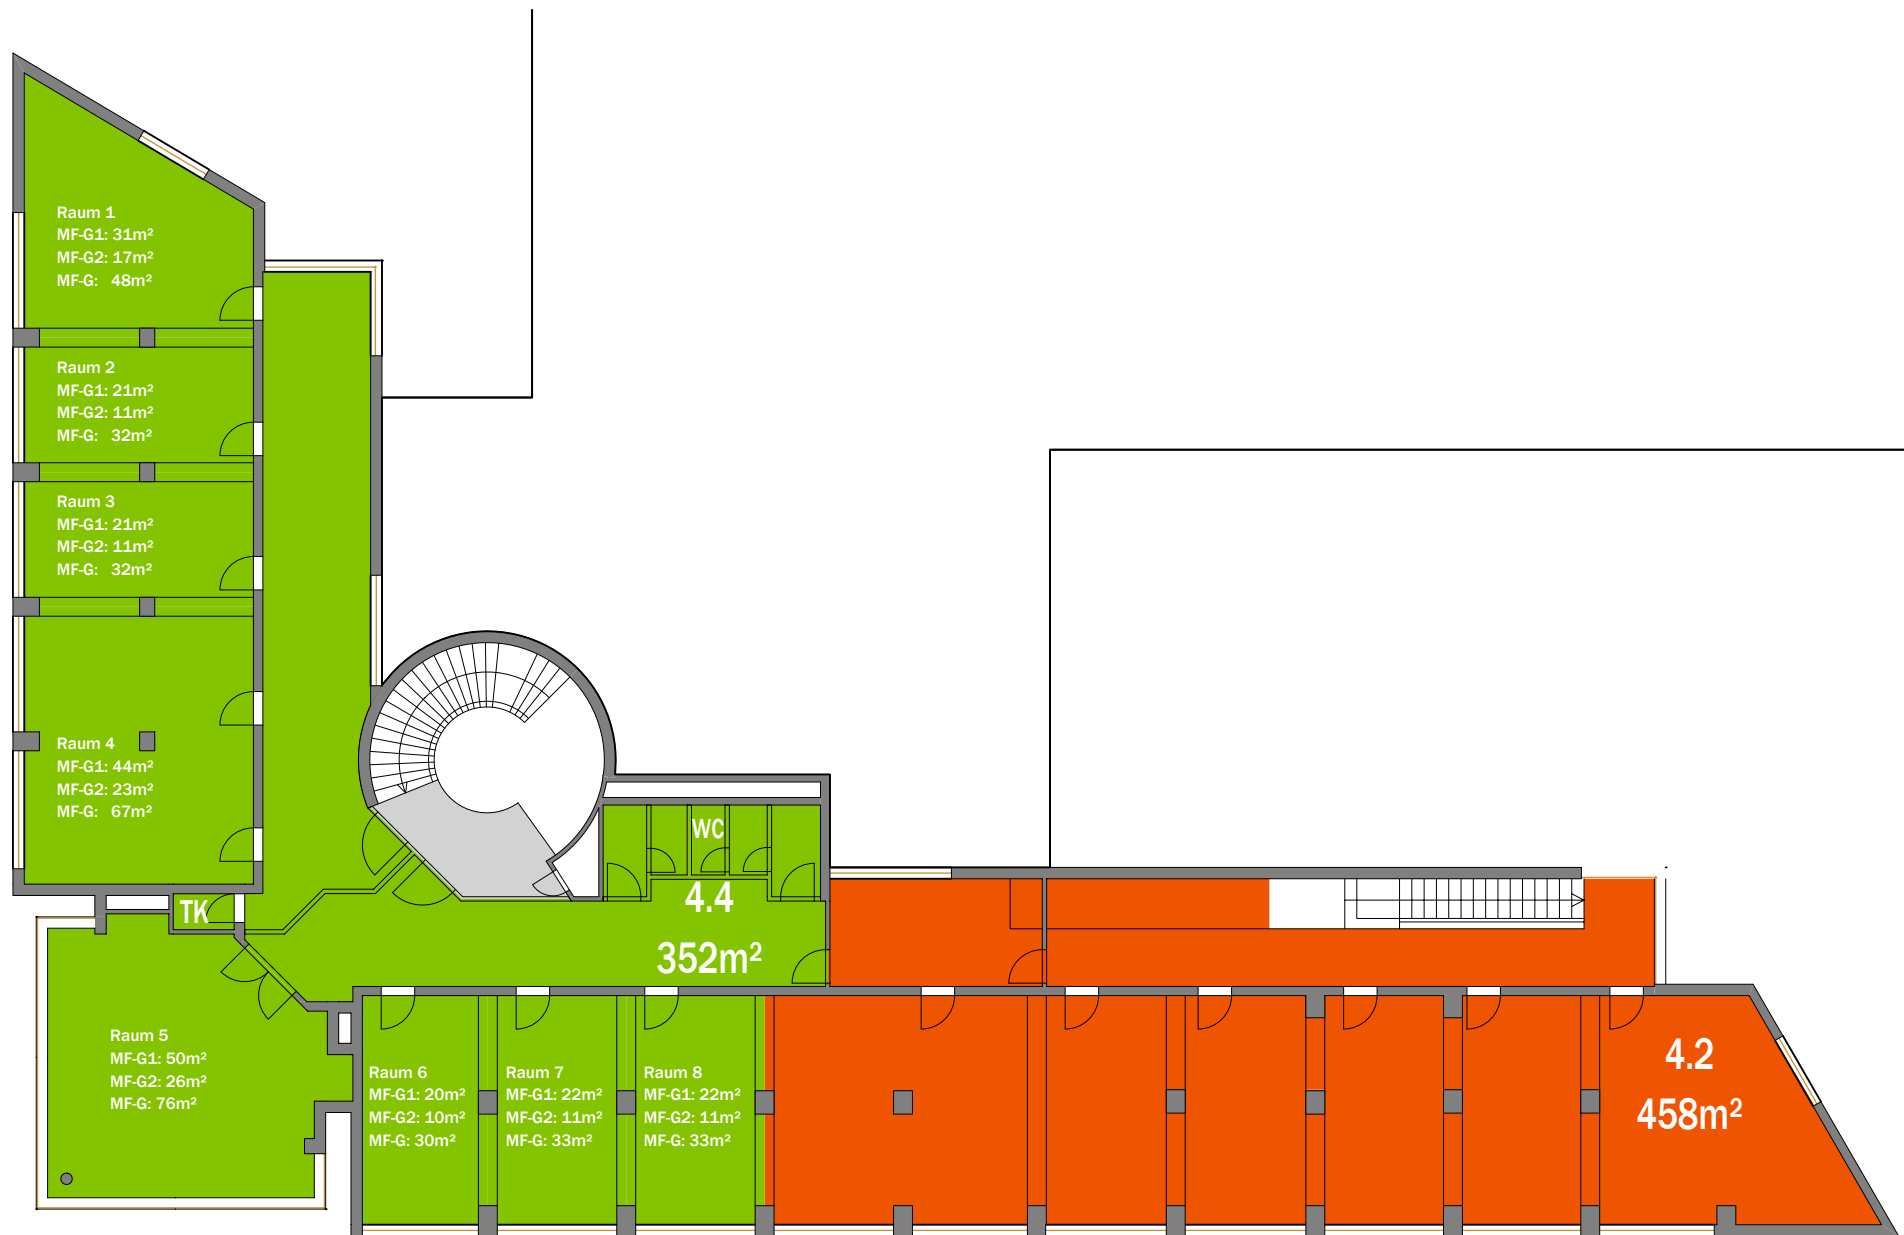 Raum 1
MF-G1: 31m²
MF-G2: 17m²
MF-G: 48m²
Raum 2
MF-G1: 21m²
MF-G2: 11m²
MF-G: 32m²
Raum 3
MF-G1: 21m²
MF-G2: 11m²
MF-G: 32m²
Raum 4
MF-G1: 44m²
MF-G2: 23m²
MF-G: 67m²
WC
TK
4.4
352m²
Raum 5
MF-G1: 50m²
MF-G2: 26m²
MF-G: 76m²
Raum 6
MF-G1: 20m²
MF-G2: 10m²
MF-G: 30m²
Raum 7
MF-G1: 22m²
MF-G2: 11m²
MF-G: 33m²
Raum 8
MF-G1: 22m²
MF-G2: 11m²
MF-G: 33m²
4.2
458m²